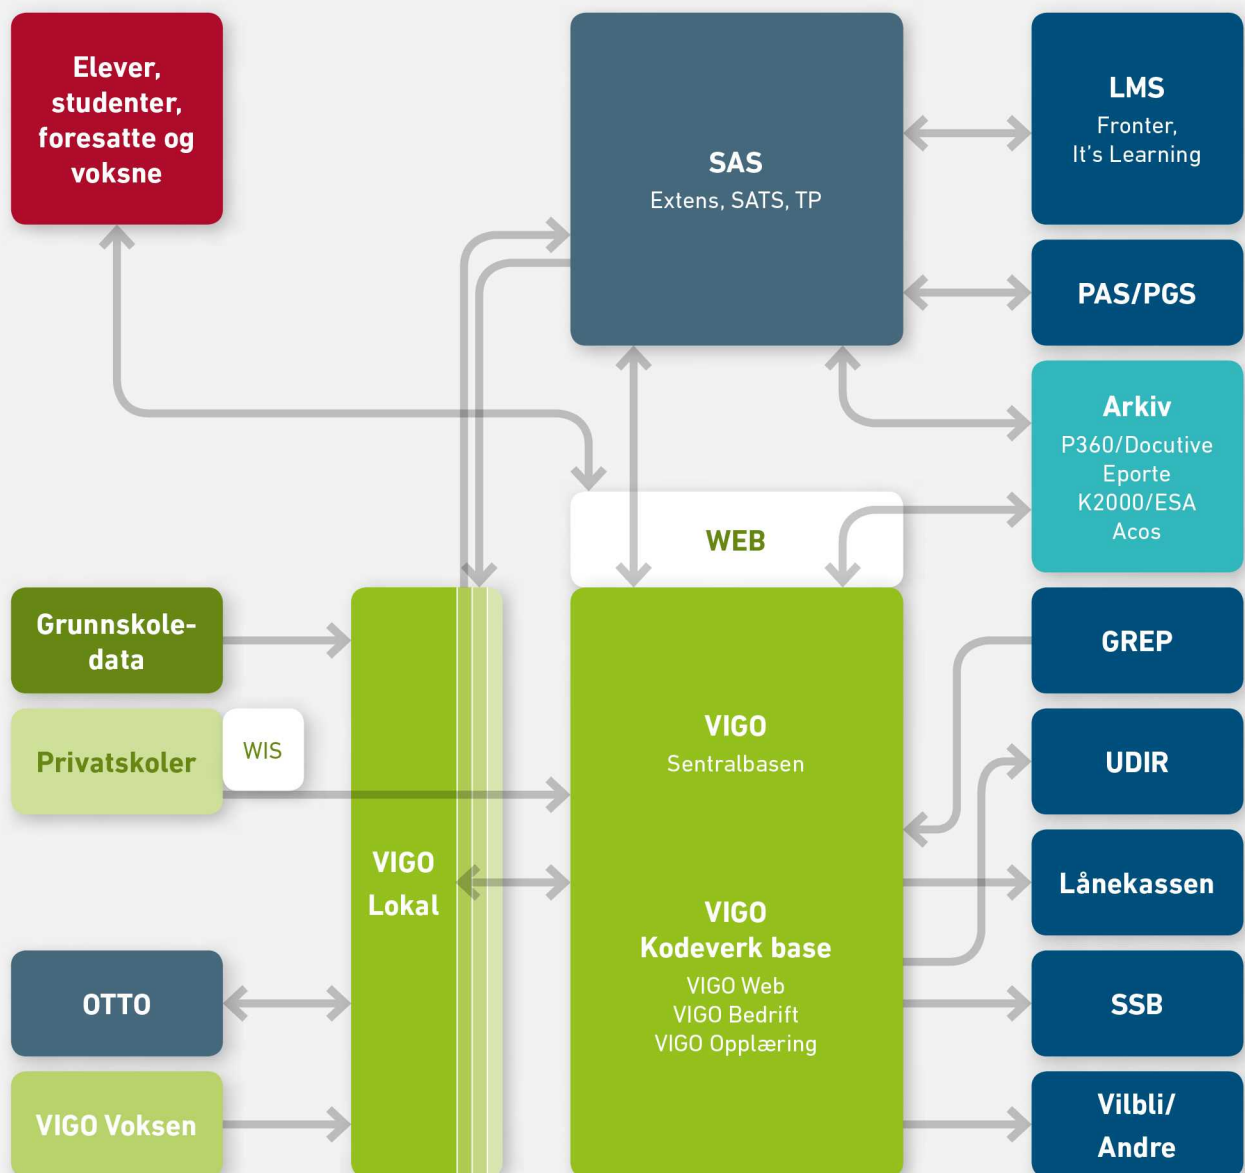 Elever,
studenter,
foresatte og
voksne
SAS
Extens, SATS, TP
LMS
Fronter,
It's Learning
PAS/PGS
Arkiv
P360/Docutive
Eporte
K2000/ESA
Acos
WEB
Grunnskole-
data
Privatskoler
WIS
VIGO
Lokal
OTTO
VIGO Voksen
VIGO
Sentralbasen
VIGO
Kodeverk base
VIGO Web
VIGO Bedrift
VIGO Opplæring
GREP
UDIR
Lånekassen
SSB
Vilbli/
Andre